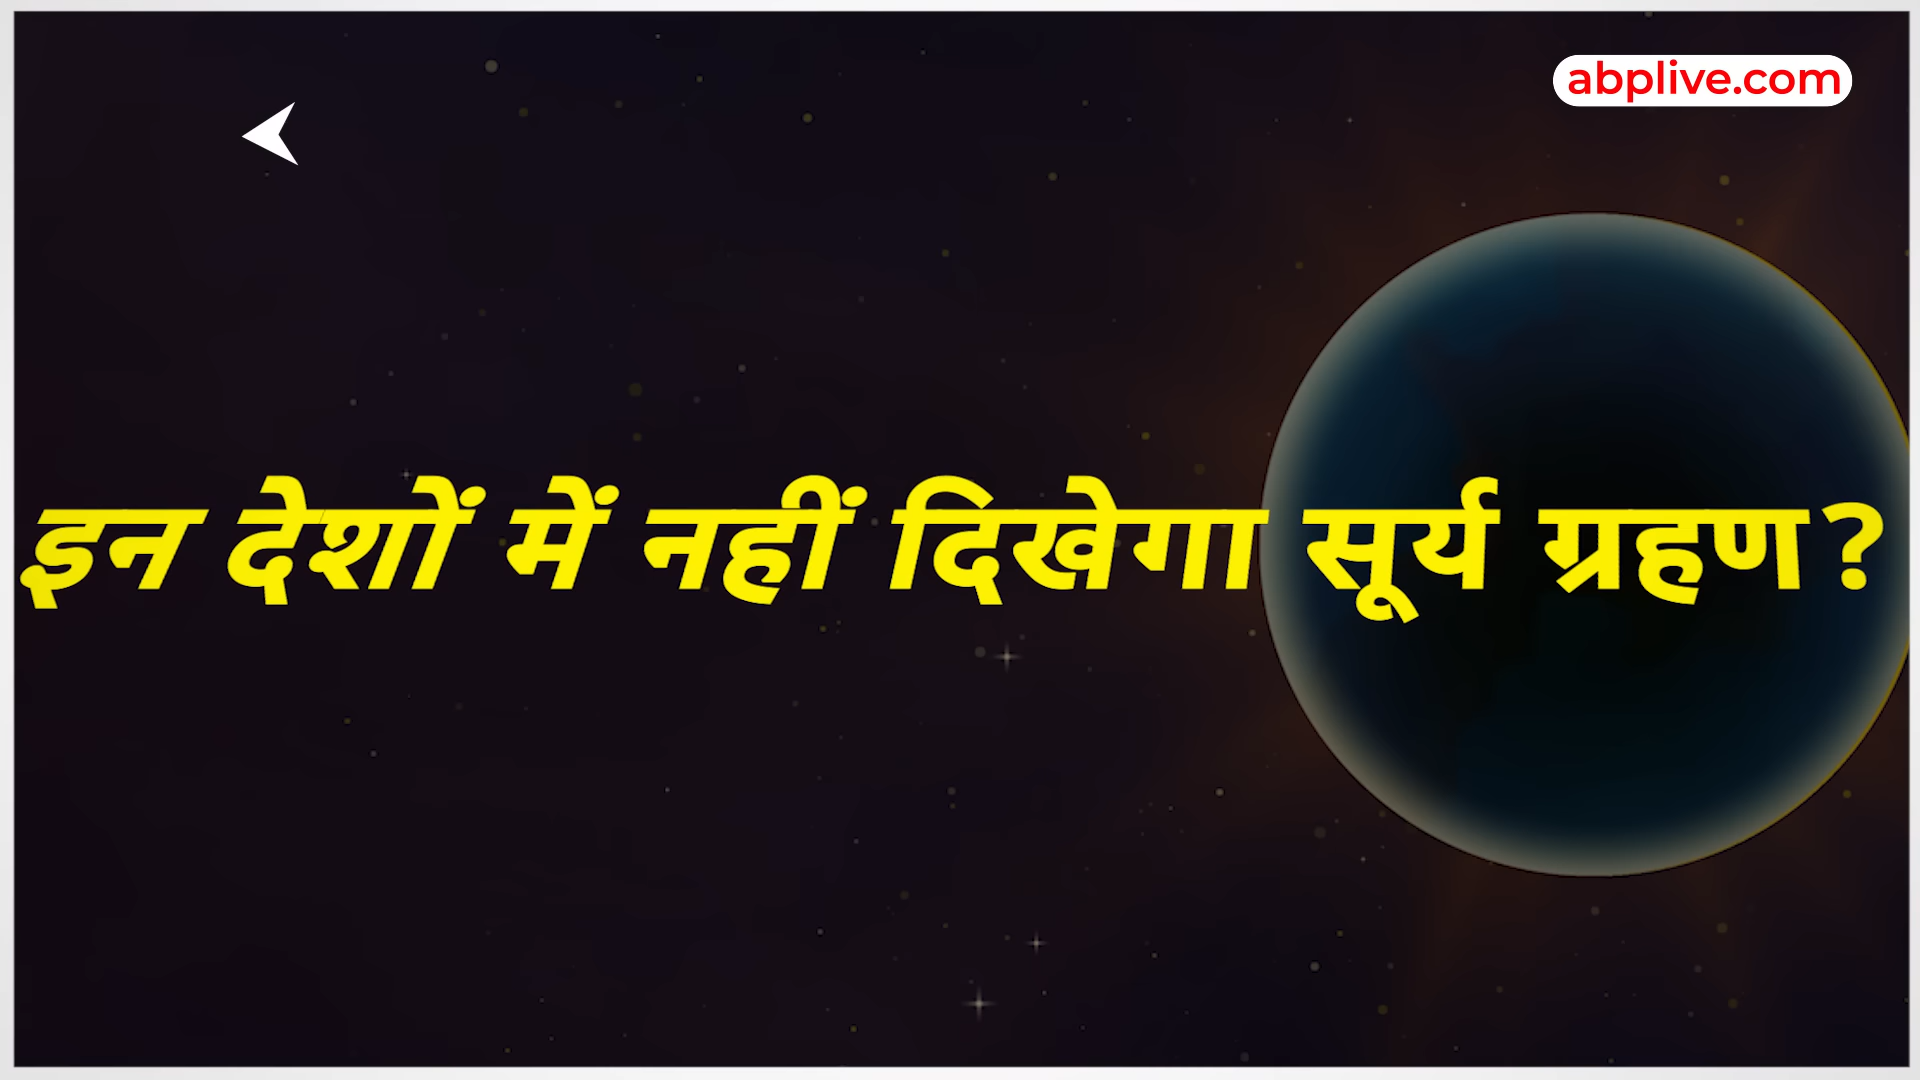 abplive.com
इन देशों में नहीं दिखेगा सूर्य ग्रहण?